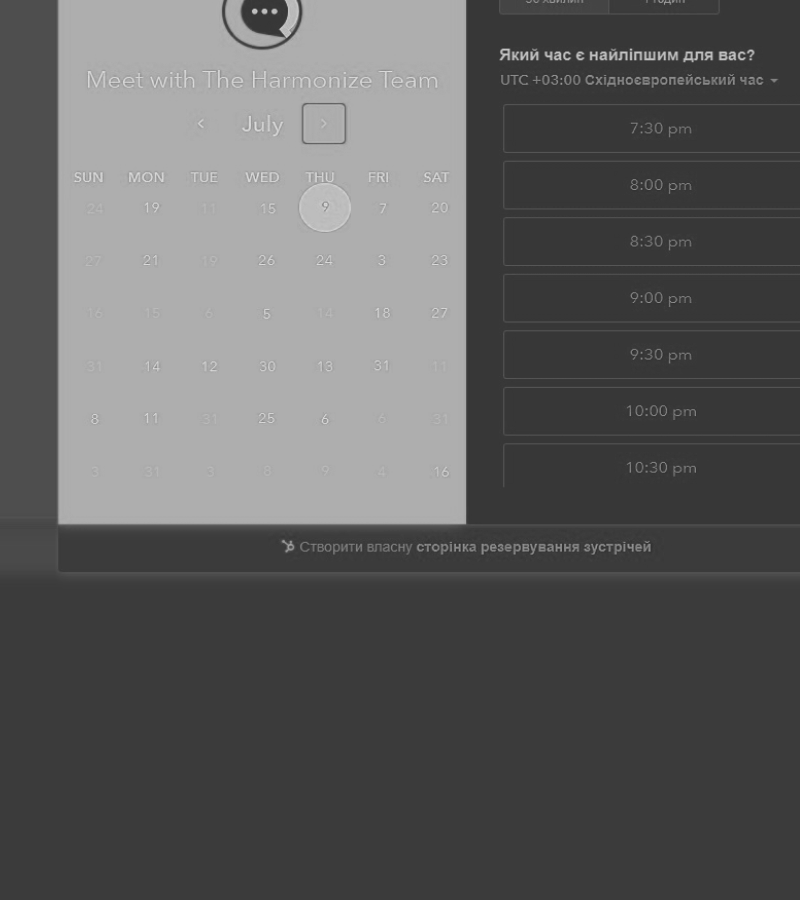 Meet with The Harmonize Team
July
SUN MON TUE WED THU FRI SAT
24 19 11 15 9 7 20
27 21 19 26 24 3 23
16 15 6 5 14 18 27
31 14 12 30 13 31 11
8 11 31 25 6 6 31
3 31 3 8 9 4 16
Який час є найліпшим для вас?
UTC +03:00 Східноєвропейський час
7:30 pm
8:00 pm
8:30 pm
9:00 pm
9:30 pm
10:00 pm
10:30 pm
Створити власну сторінка резервування зустрічей